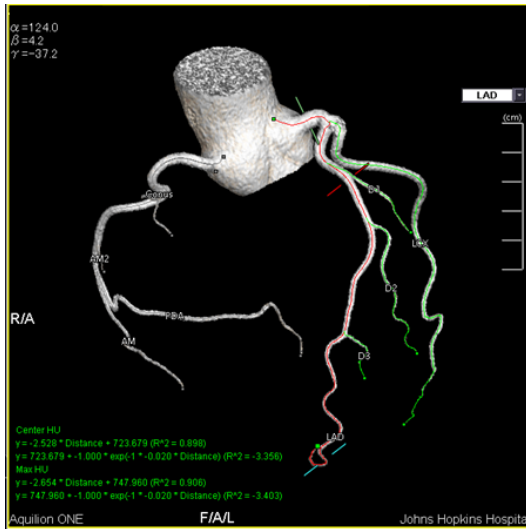 α=124.0
β=4.2
γ=-37.2
LAD
(cm)
Conus
D1
LCX
AM2
D2
R/A
PDA
AM
D3
LAD
Center HU
y= -2.528 * Distance + 723.679 (R^2 = 0.898)
y= 723.679 + -1.000 * exp(-1 * -0.020 * Distance) (R^2 = -3.356)
Max HU
y= -2.654 * Distance + 747.960 (R^2 = 0.906)
y= 747.960 + -1.000 * exp(-1 * -0.020 * Distance) (R^2 = -3.403)
Aquilion ONE
F/A/L
Johns Hopkins Hospita